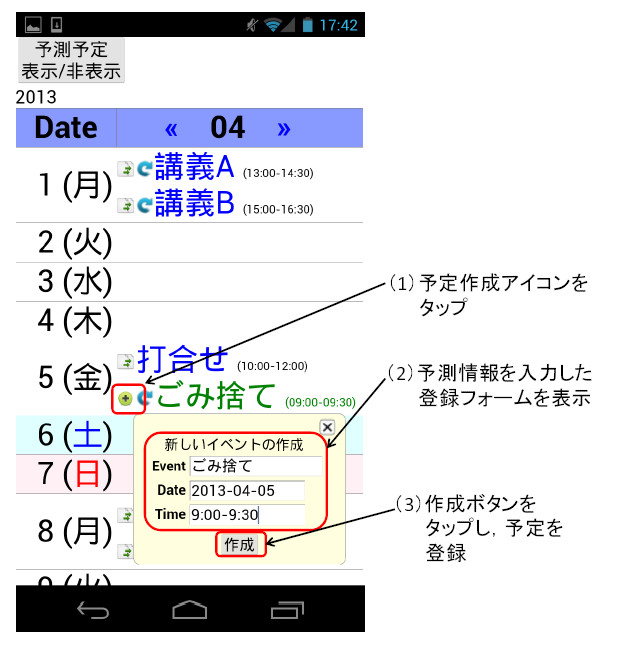 17:42
予測予定
表示/非表示
2013
Date « 04 »
1 (月) 講義A (13:00-14:30)
講義B (15:00-16:30)
2 (火)
3 (水)
4 (木)
5 (金) 打合せ (10:00-12:00)
ごみ捨て (09:00-09:30)
6 (土)
7 (日)
8 (月)
9 (火)
新しいイベントの作成
Event ごみ捨て
Date 2013-04-05
Time 9:00-9:30
作成
(1) 予定作成アイコンを
タップ
(2) 予測情報を入力した
登録フォームを表示
(3) 作成ボタンを
タップし，予定を
登録